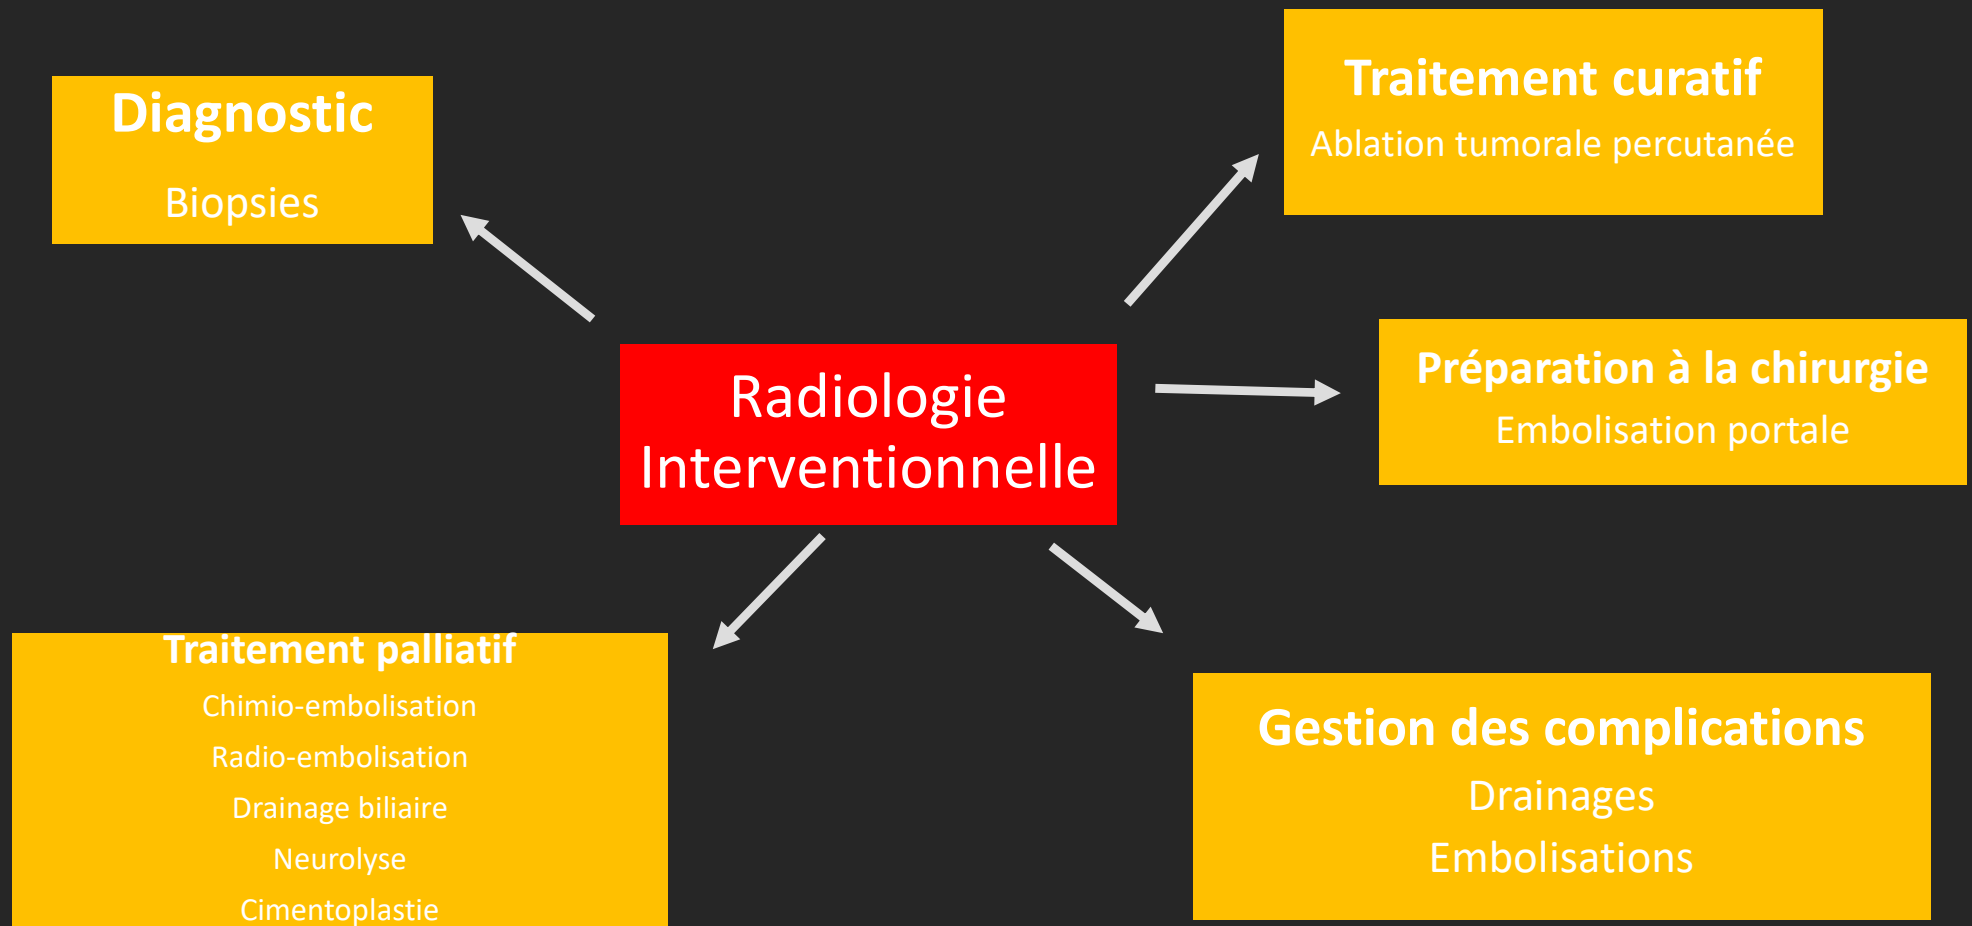 Diagnostic
Biopsies
Traitement curatif
Ablation tumorale percutanée
Radiologie
Interventionnelle
Préparation à la chirurgie
Embolisation portale
Traitement palliatif
Chimio-embolisation
Radio-embolisation
Drainage biliaire
Neurolyse
Cimentoplastie
Gestion des complications
Drainages
Embolisations